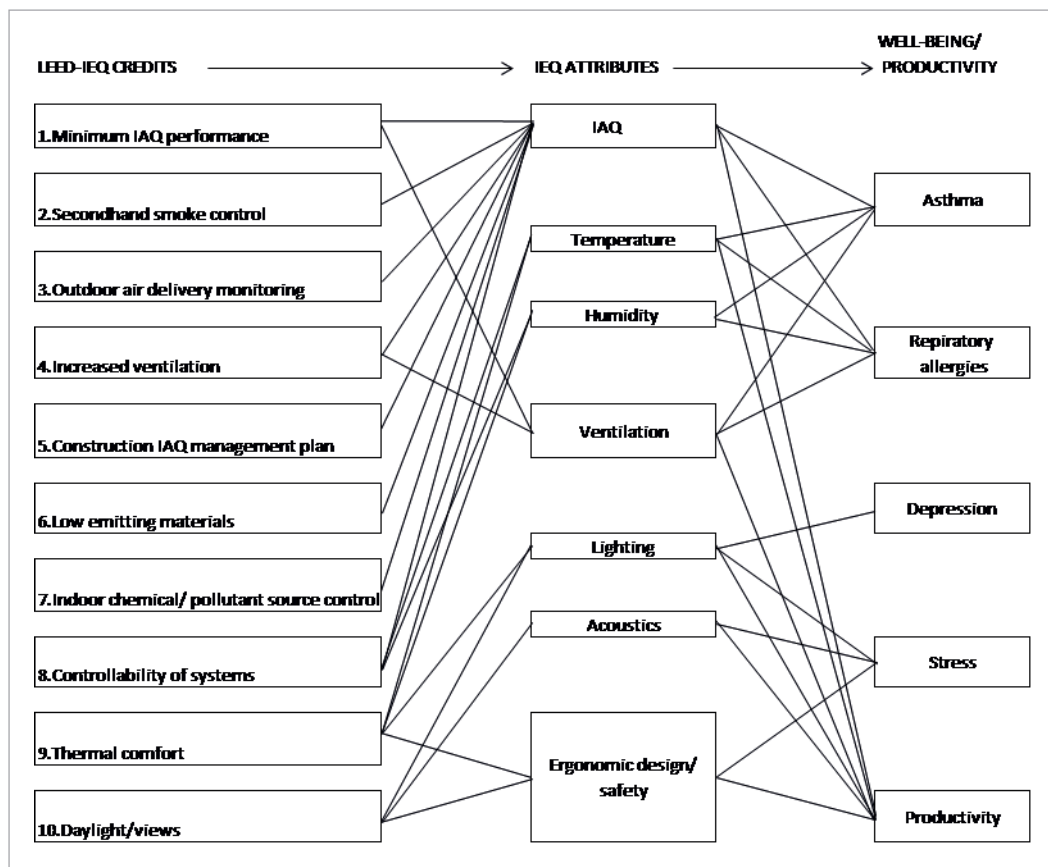 LEED-IEQ CREDITS
IEQ ATTRIBUTES
WELL-BEING/
PRODUCTIVITY
1.Minimum IAQ performance
2.Secondhand smoke control
3.Outdoor air delivery monitoring
4.Increased ventilation
5.Construction IAQ management plan
6.Low emitting materials
7.Indoor chemical/ pollutant source control
8.Controllability of systems
9.Thermal comfort
10.Daylight/views
IAQ
Temperature
Humidity
Ventilation
Lighting
Acoustics
Ergonomic design/
safety
Asthma
Repiratory
allergies
Depression
Stress
Productivity